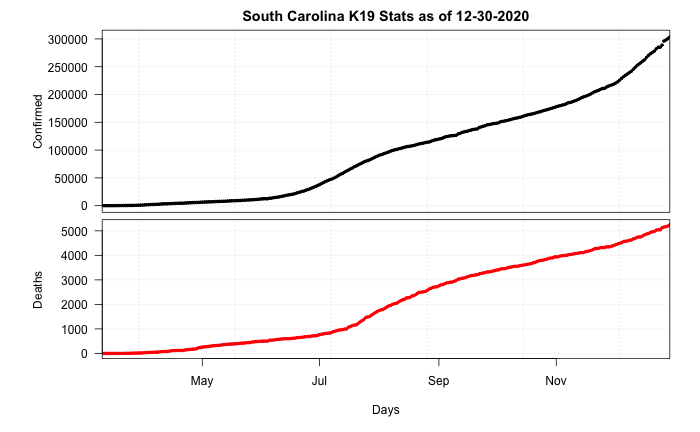 South Carolina K19 Stats as of 12-30-2020
300000
250000
200000
150000
100000
50000
0
Confirmed
5000
4000
3000
2000
1000
0
Deaths
May Jul Sep Nov
Days